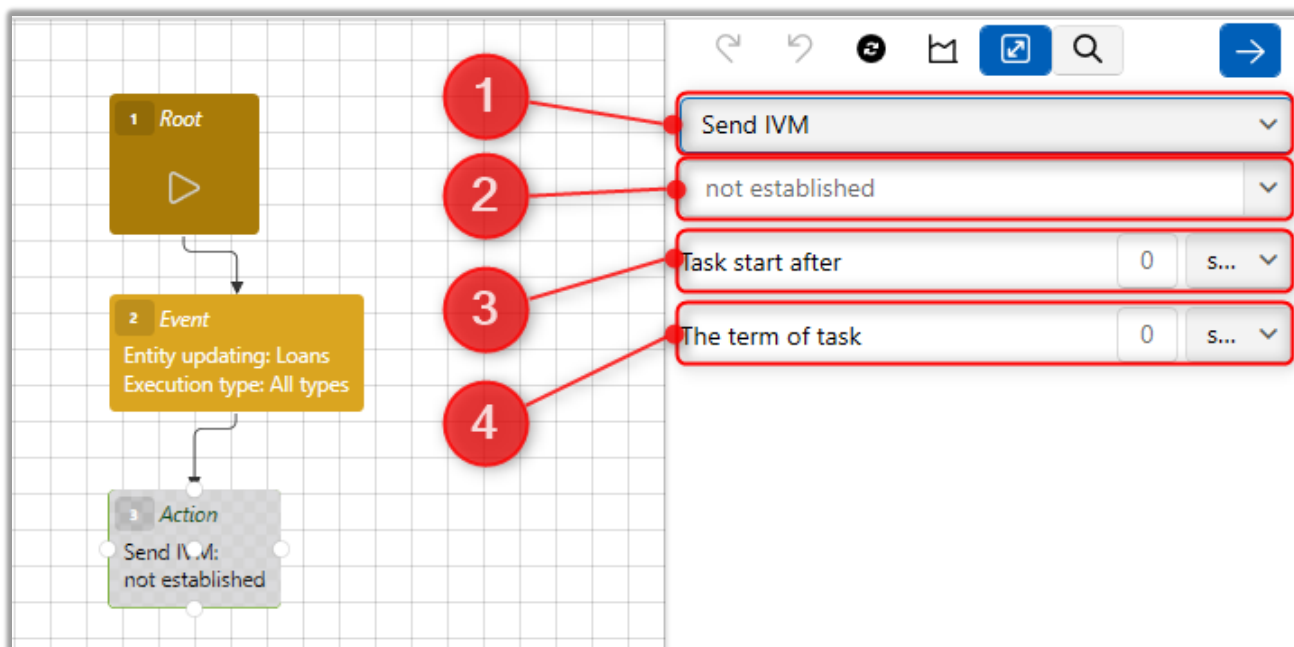 1 Root
2 Event
Entity updating: Loans
Execution type: All types
3 Action
Send IVM:
not established
1
2
3
4
Send IVM
not established
Task start after 0 s...
The term of task 0 s...